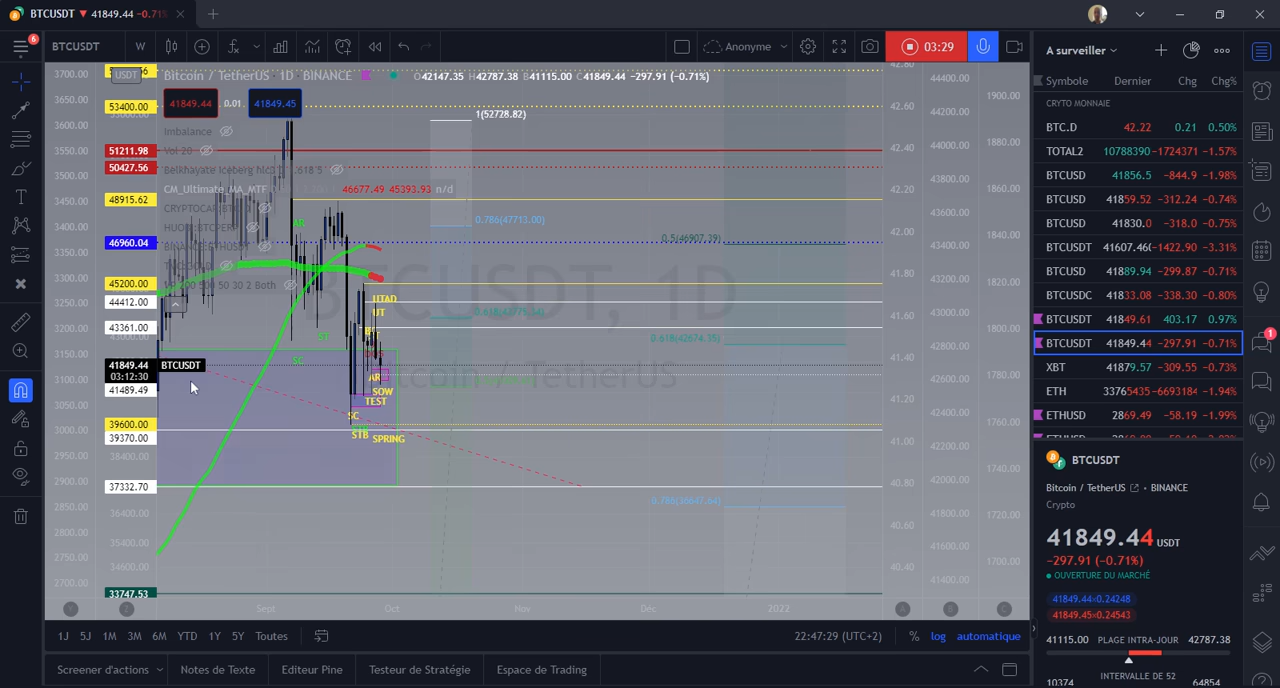 BTCUSDT ▼ 41849.44 -0.71%
6
BTCUSDT
W
Anonyme
03:29
USDT
Bitcoin / TetherUS · 1D · BINANCE
O42147.35 H42787.38 B41115.00 C41849.44 -297.91 (-0.71%)
41849.44
0.01
41849.45
Imbalance
Vol 20
Belkhayate Iceberg hlc3
CM_Ultimate_MA_MTF
46677.49 45393.93 n/d
3700.00
3650.00
3600.00
3550.00
3500.00
3450.00
3400.00
3350.00
3300.00
3250.00
3200.00
3150.00
3100.00
3050.00
3000.00
2950.00
2900.00
2850.00
2800.00
2750.00
2700.00
53400.00
51211.98
50427.56
48915.62
46960.04
45200.00
44412.00
43361.00
41849.44
BTCUSDT
03:12:30
41489.49
39600.00
39370.00
37332.70
33747.53
38400.00
36400.00
35400.00
34600.00
1(52728.82)
0.786(47713.00)
0.5(46907.39)
0.618(42674.35)
0.786(36647.64)
AR
ST
SC
UTAD
UT
AR
SOW
TEST
SC
STB
SPRING
BTCUSDT, 1D
Bitcoin / TetherUS
42.80
42.60
42.40
42.20
42.00
41.80
41.60
41.40
41.20
41.00
40.80
40.60
40.40
44400.00
44200.00
44000.00
43800.00
43600.00
43400.00
43200.00
43000.00
42800.00
42600.00
42400.00
42200.00
42000.00
41800.00
41600.00
41400.00
1900.00
1880.00
1860.00
1840.00
1820.00
1800.00
1780.00
1760.00
1740.00
1720.00
1700.00
Sept
Oct
Nov
Déc
2022
1J 5J 1M 3M 6M YTD 1Y 5Y Toutes
22:47:29 (UTC+2)
% log automatique
Screener d'actions
Notes de Texte
Editeur Pine
Testeur de Stratégie
Espace de Trading
A surveiller
Symbole Dernier Chg Chg%
CRYTO MONNAIE
BTC.D 42.22 0.21 0.50%
TOTAL2 10788390 -1724371 -1.57%
BTCUSD 41856.5 -844.9 -1.98%
BTCUSD 41859.52 -312.24 -0.74%
BTCUSD 41830.0 -318.0 -0.75%
BTCUSDT 41607.46 -1422.90 -3.31%
BTCUSD 41889.94 -299.87 -0.71%
BTCUSDC 41833.08 -338.30 -0.80%
BTCUSDT 41849.61 403.17 0.97%
BTCUSDT 41849.44 -297.91 -0.71%
XBT 41879.57 -309.55 -0.73%
ETH 33765435 -6693184 -1.94%
ETHUSD 2869.49 -58.19 -1.99%
BTCUSDT
Bitcoin / TetherUS • BINANCE
Crypto
41849.44 USDT
-297.91 (-0.71%)
OUVERTURE DU MARCHÉ
41849.44×0.24248
41849.45×0.24543
41115.00 PLAGE INTRA-JOUR 42787.38
INTERVALLE DE 52
10374 64854
1